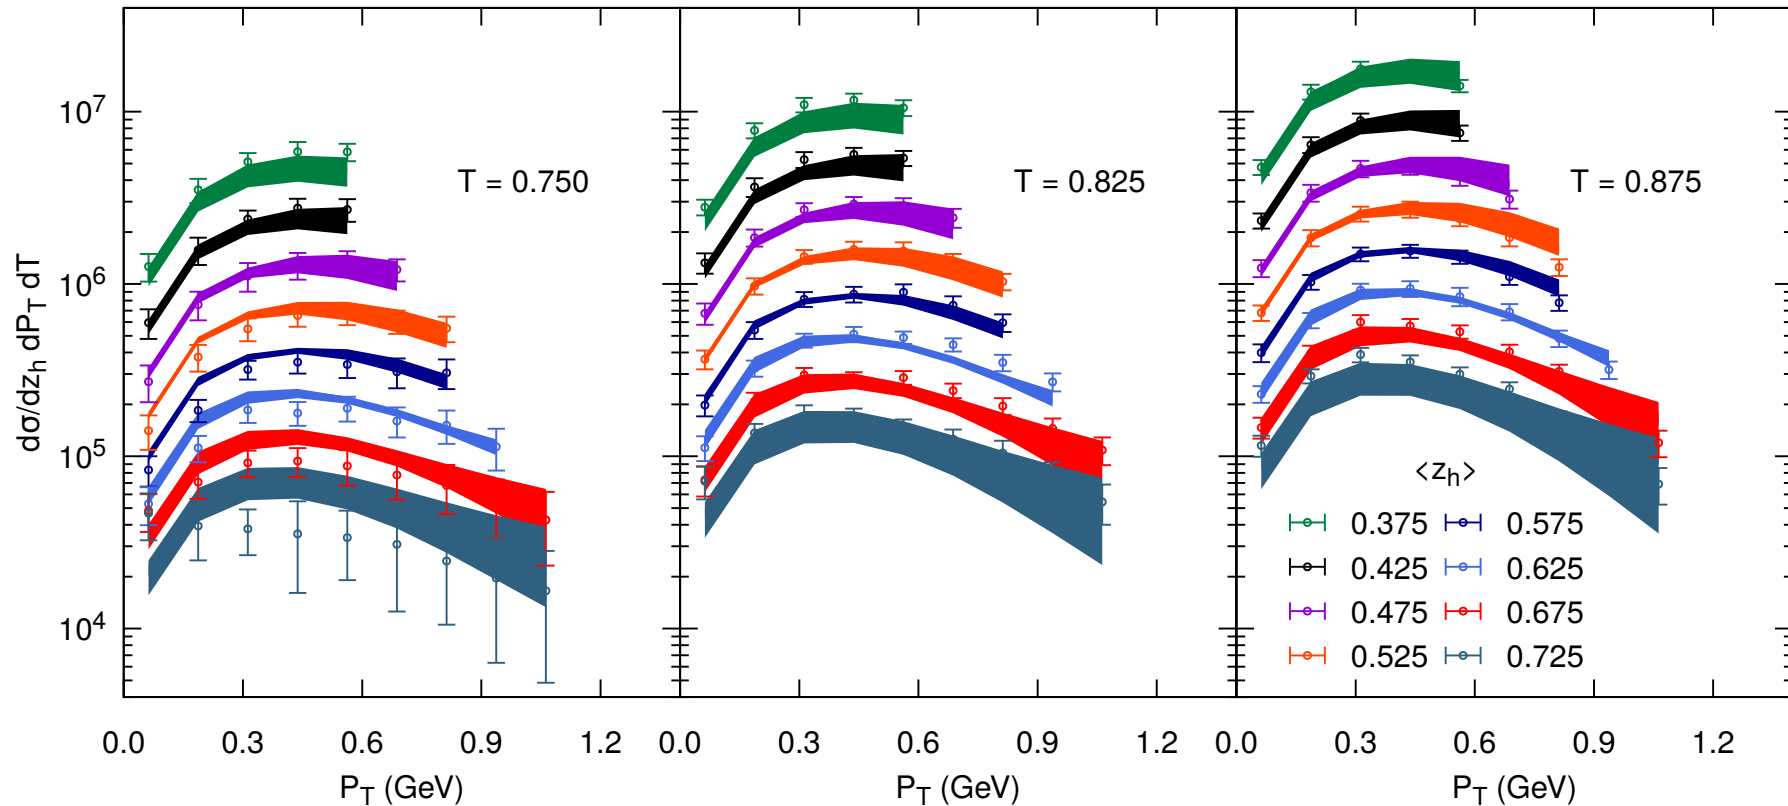 dσ/dz_h dP_T dT
10^7
10^6
10^5
10^4
T = 0.750
T = 0.825
T = 0.875
<z_h>
0.375 0.575
0.425 0.625
0.475 0.675
0.525 0.725
0.0 0.3 0.6 0.9 1.2 0.0 0.3 0.6 0.9 1.2 0.0 0.3 0.6 0.9 1.2
P_T (GeV) P_T (GeV) P_T (GeV)